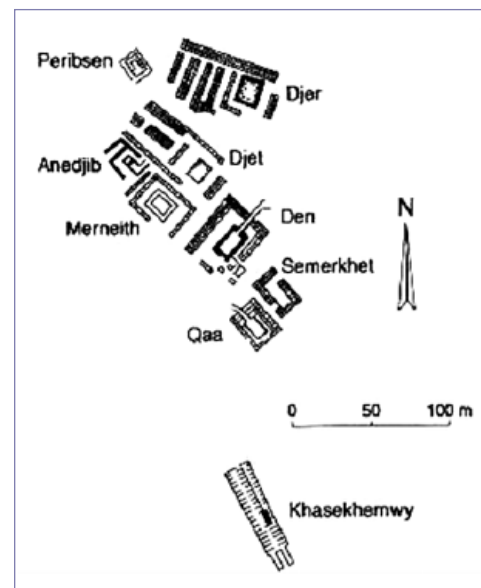 Peribsen
Djer
Djet
Anedjib
Merneith
Den
N
Semerkhet
Qaa
0 50 100 m
Khasekhemwy